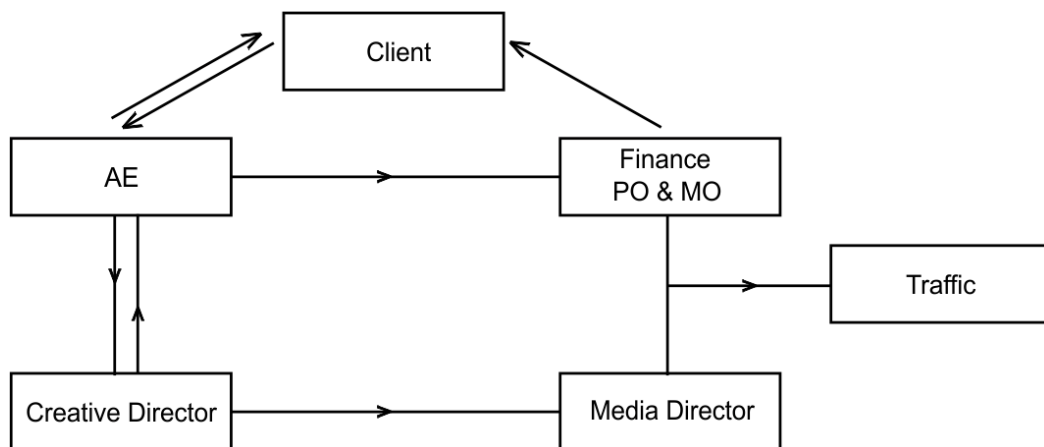 Client
AE
Finance
PO & MO
Traffic
Creative Director
Media Director